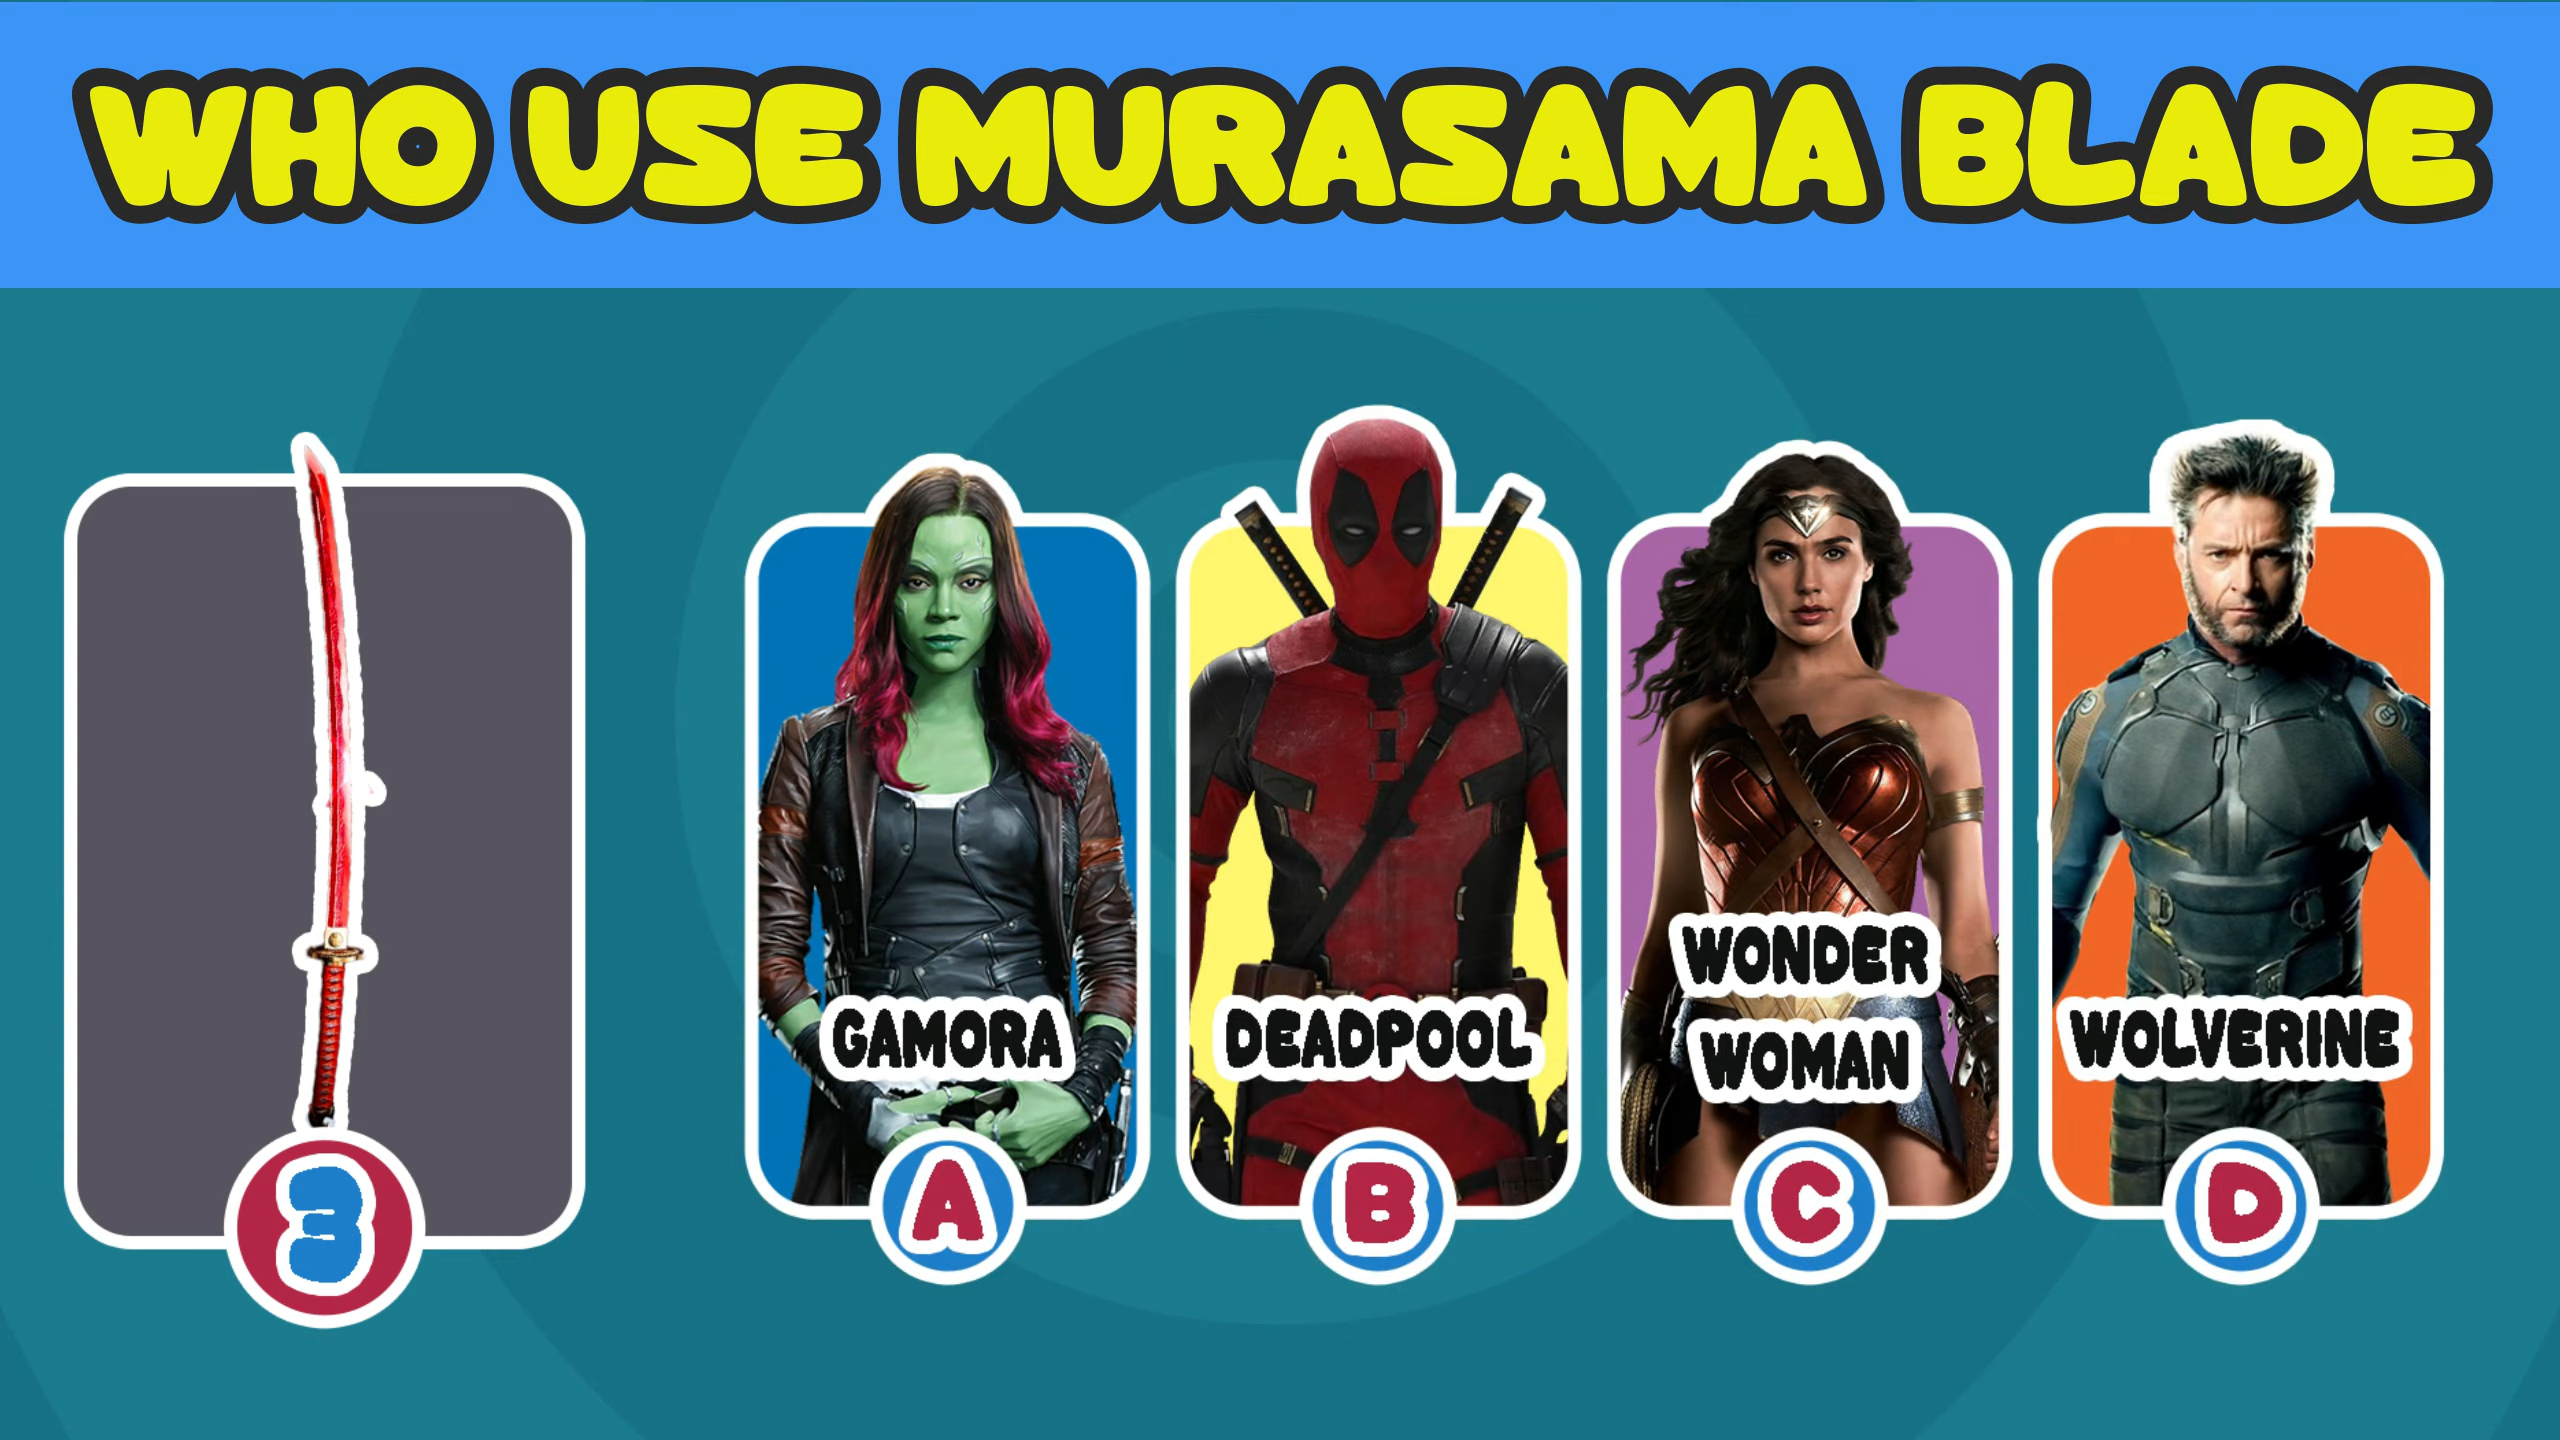 WHO USE MURASAMA BLADE
GAMORA
DEADPOOL
WONDER
WOMAN
WOLVERINE
3
A
B
C
D